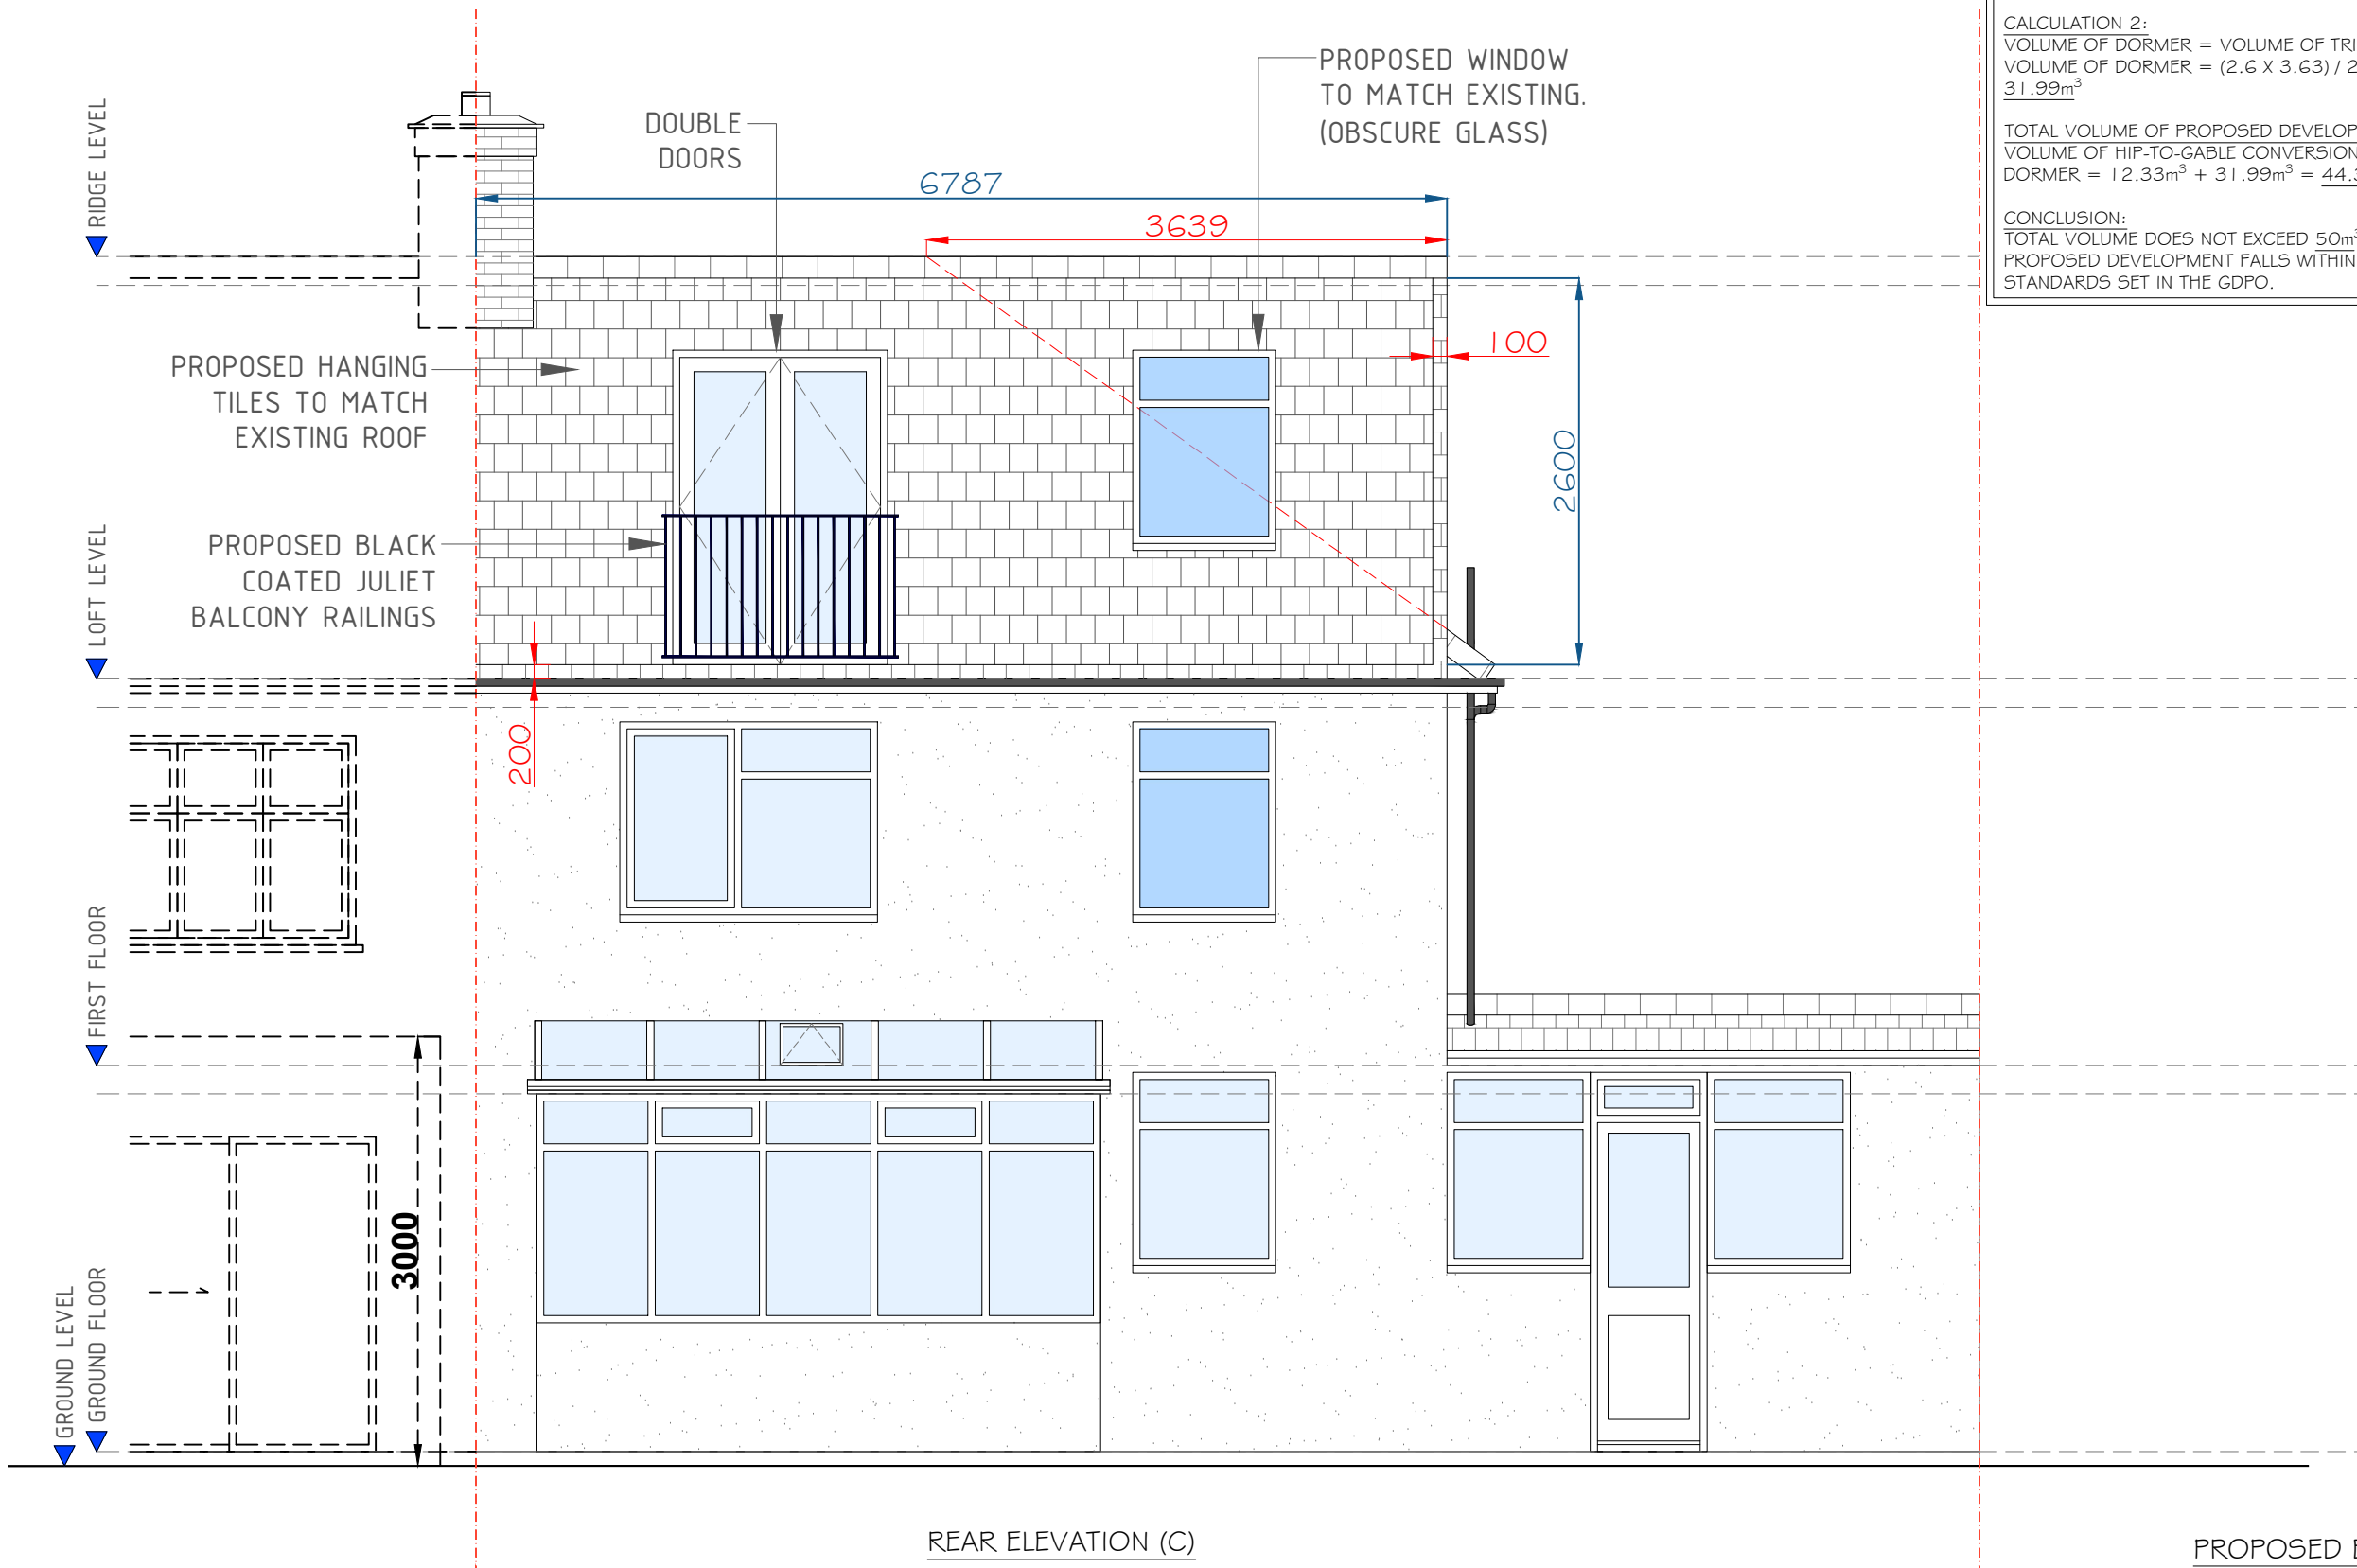 CALCULATION 2:
VOLUME OF DORMER = VOLUME OF TRI
VOLUME OF DORMER = (2.6 X 3.63) / 2
31.99m³
TOTAL VOLUME OF PROPOSED DEVELOP
VOLUME OF HIP-TO-GABLE CONVERSION
DORMER = 12.33m³ + 31.99m³ = 44.3
CONCLUSION:
TOTAL VOLUME DOES NOT EXCEED 50m³
PROPOSED DEVELOPMENT FALLS WITHIN
STANDARDS SET IN THE GDPO.
PROPOSED WINDOW
TO MATCH EXISTING.
(OBSCURE GLASS)
DOUBLE
DOORS
RIDGE LEVEL
6787
3639
100
2600
PROPOSED HANGING
TILES TO MATCH
EXISTING ROOF
PROPOSED BLACK
COATED JULIET
BALCONY RAILINGS
LOFT LEVEL
200
FIRST FLOOR
3000
GROUND LEVEL
GROUND FLOOR
REAR ELEVATION (C)
PROPOSED